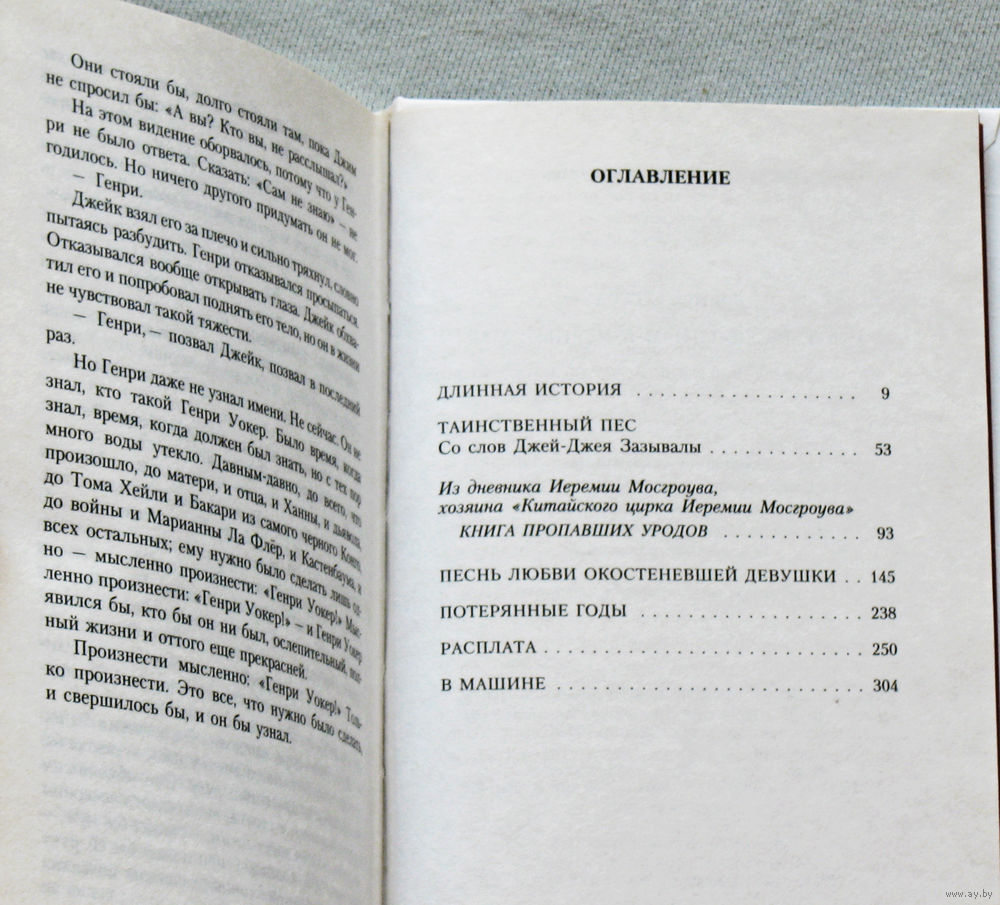 Они стояли бы, долго стояли там, пока Джим
не спросил бы: «А вы? Кто вы, не расслышал?»
На этом видение оборвалось, потому что у Ген-
ри не было ответа. Сказать: «Сам не знаю» — не
годилось. Но ничего другого придумать он не мог.
— Генри.
Джейк взял его за плечо и сильно тряхнул, словно
пытаясь разбудить. Генри отказывался просыпаться.
Отказывался вообще открывать глаза. Джейк обхва-
тил его и попробовал поднять его тело, но он в жизни
не чувствовал такой тяжести.
— Генри, — позвал Джейк, позвал в последний
раз.
Но Генри даже не узнал имени. Не сейчас. Он не
знал, кто такой Генри Уокер. Было время, когда
знал, время, когда должен был знать, но с тех пор
много воды утекло. Давным-давно, до всего, что
произошло, до матери, и отца, и Ханны, и дьявола,
до Тома Хейли и Бакари из самого черного Конго,
до войны и Марианны Ла Флёр, и Кастенбаума, и
всех остальных; ему нужно было сделать лишь од-
но — мысленно произнести: «Генри Уокер!» Мыс-
ленно произнести: «Генри Уокер!» — и Генри Уокер
явился бы, кто бы он ни был, ослепительный, пол-
ный жизни и оттого еще прекрасней.
Произнести мысленно: «Генри Уокер!» Толь-
ко произнести. Это все, что нужно было сделать,
и свершилось бы, и он бы узнал.
ОГЛАВЛЕНИЕ
ДЛИННАЯ ИСТОРИЯ . . . . . . . . . . . . . . . . . . . 9
ТАИНСТВЕННЫЙ ПЕС
Со слов Джей-Джея Зазывалы . . . . . . . . . . . . . 53
Из дневника Иеремии Мосгроува,
хозяина «Китайского цирка Иеремии Мосгроува»
КНИГА ПРОПАВШИХ УРОДОВ . . . . . . . . . . . . 93
ПЕСНЬ ЛЮБВИ ОКОСТЕНЕВШЕЙ ДЕВУШКИ . . 145
ПОТЕРЯННЫЕ ГОДЫ . . . . . . . . . . . . . . . . . . . 238
РАСПЛАТА . . . . . . . . . . . . . . . . . . . . . . . . . . . 250
В МАШИНЕ . . . . . . . . . . . . . . . . . . . . . . . . . . 304
www.ay.by